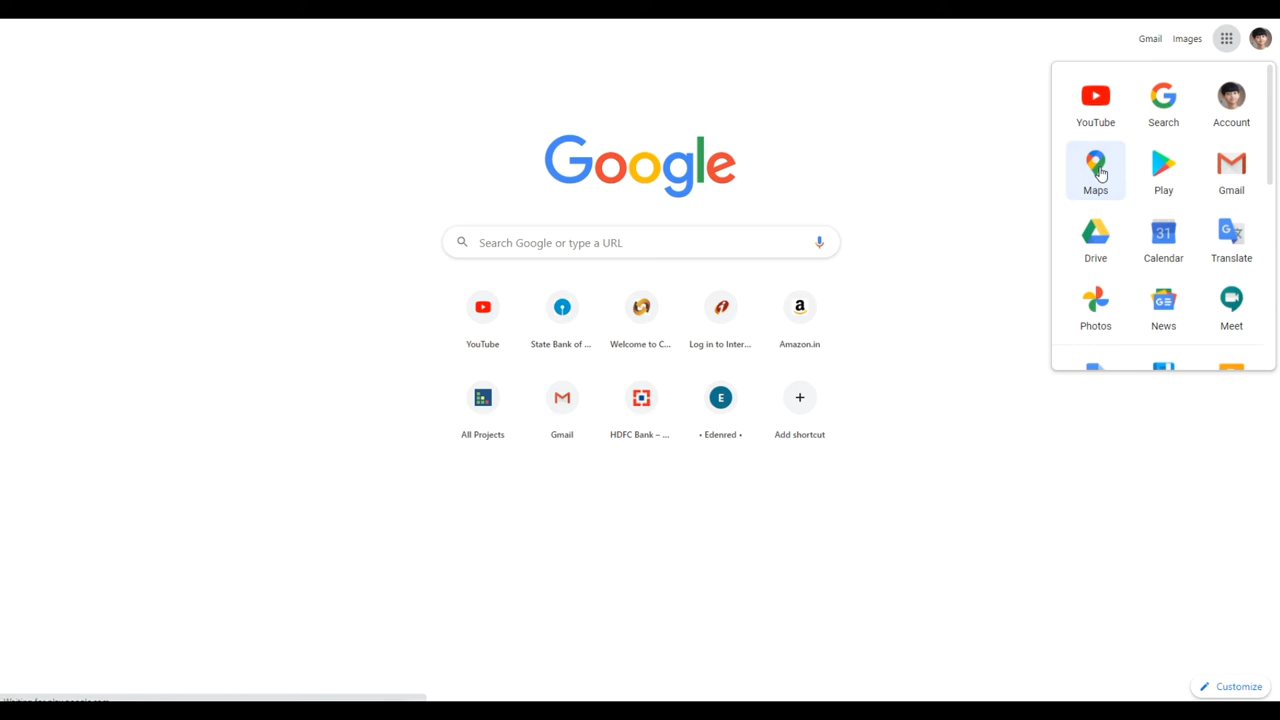 Gmail Images
YouTube Search Account
Maps Play Gmail
Drive 31 Calendar Translate
Photos News Meet
Google
Search Google or type a URL
YouTube State Bank of ... Welcome to C... Log in to Inter... Amazon.in
E
All Projects Gmail HDFC Bank – ... • Edenred • Add shortcut
Customize